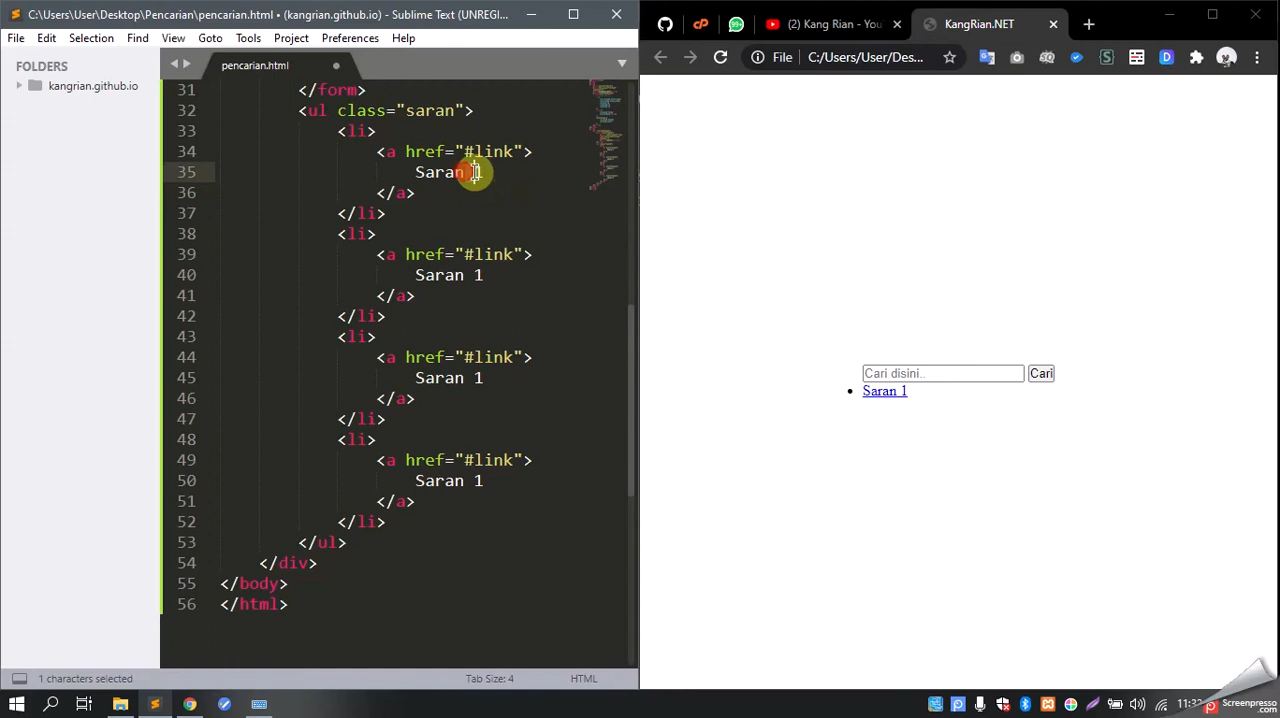 C:\Users\User\Desktop\Pencarian\pencarian.html • (kangrian.github.io) - Sublime Text (UNREGI...
File Edit Selection Find View Goto Tools Project Preferences Help
FOLDERS
kangrian.github.io
pencarian.html
31 </form>
32 <ul class="saran">
33 <li>
34 <a href="#link">
35 Saran 1
36 </a>
37 </li>
38 <li>
39 <a href="#link">
40 Saran 1
41 </a>
42 </li>
43 <li>
44 <a href="#link">
45 Saran 1
46 </a>
47 </li>
48 <li>
49 <a href="#link">
50 Saran 1
51 </a>
52 </li>
53 </ul>
54 </div>
55 </body>
56 </html>
1 characters selected Tab Size: 4 HTML
99+ (2) Kang Rian - You KangRian.NET
File C:/Users/User/Des...
Cari disini.. Cari
Saran 1
Screenpresso
.com